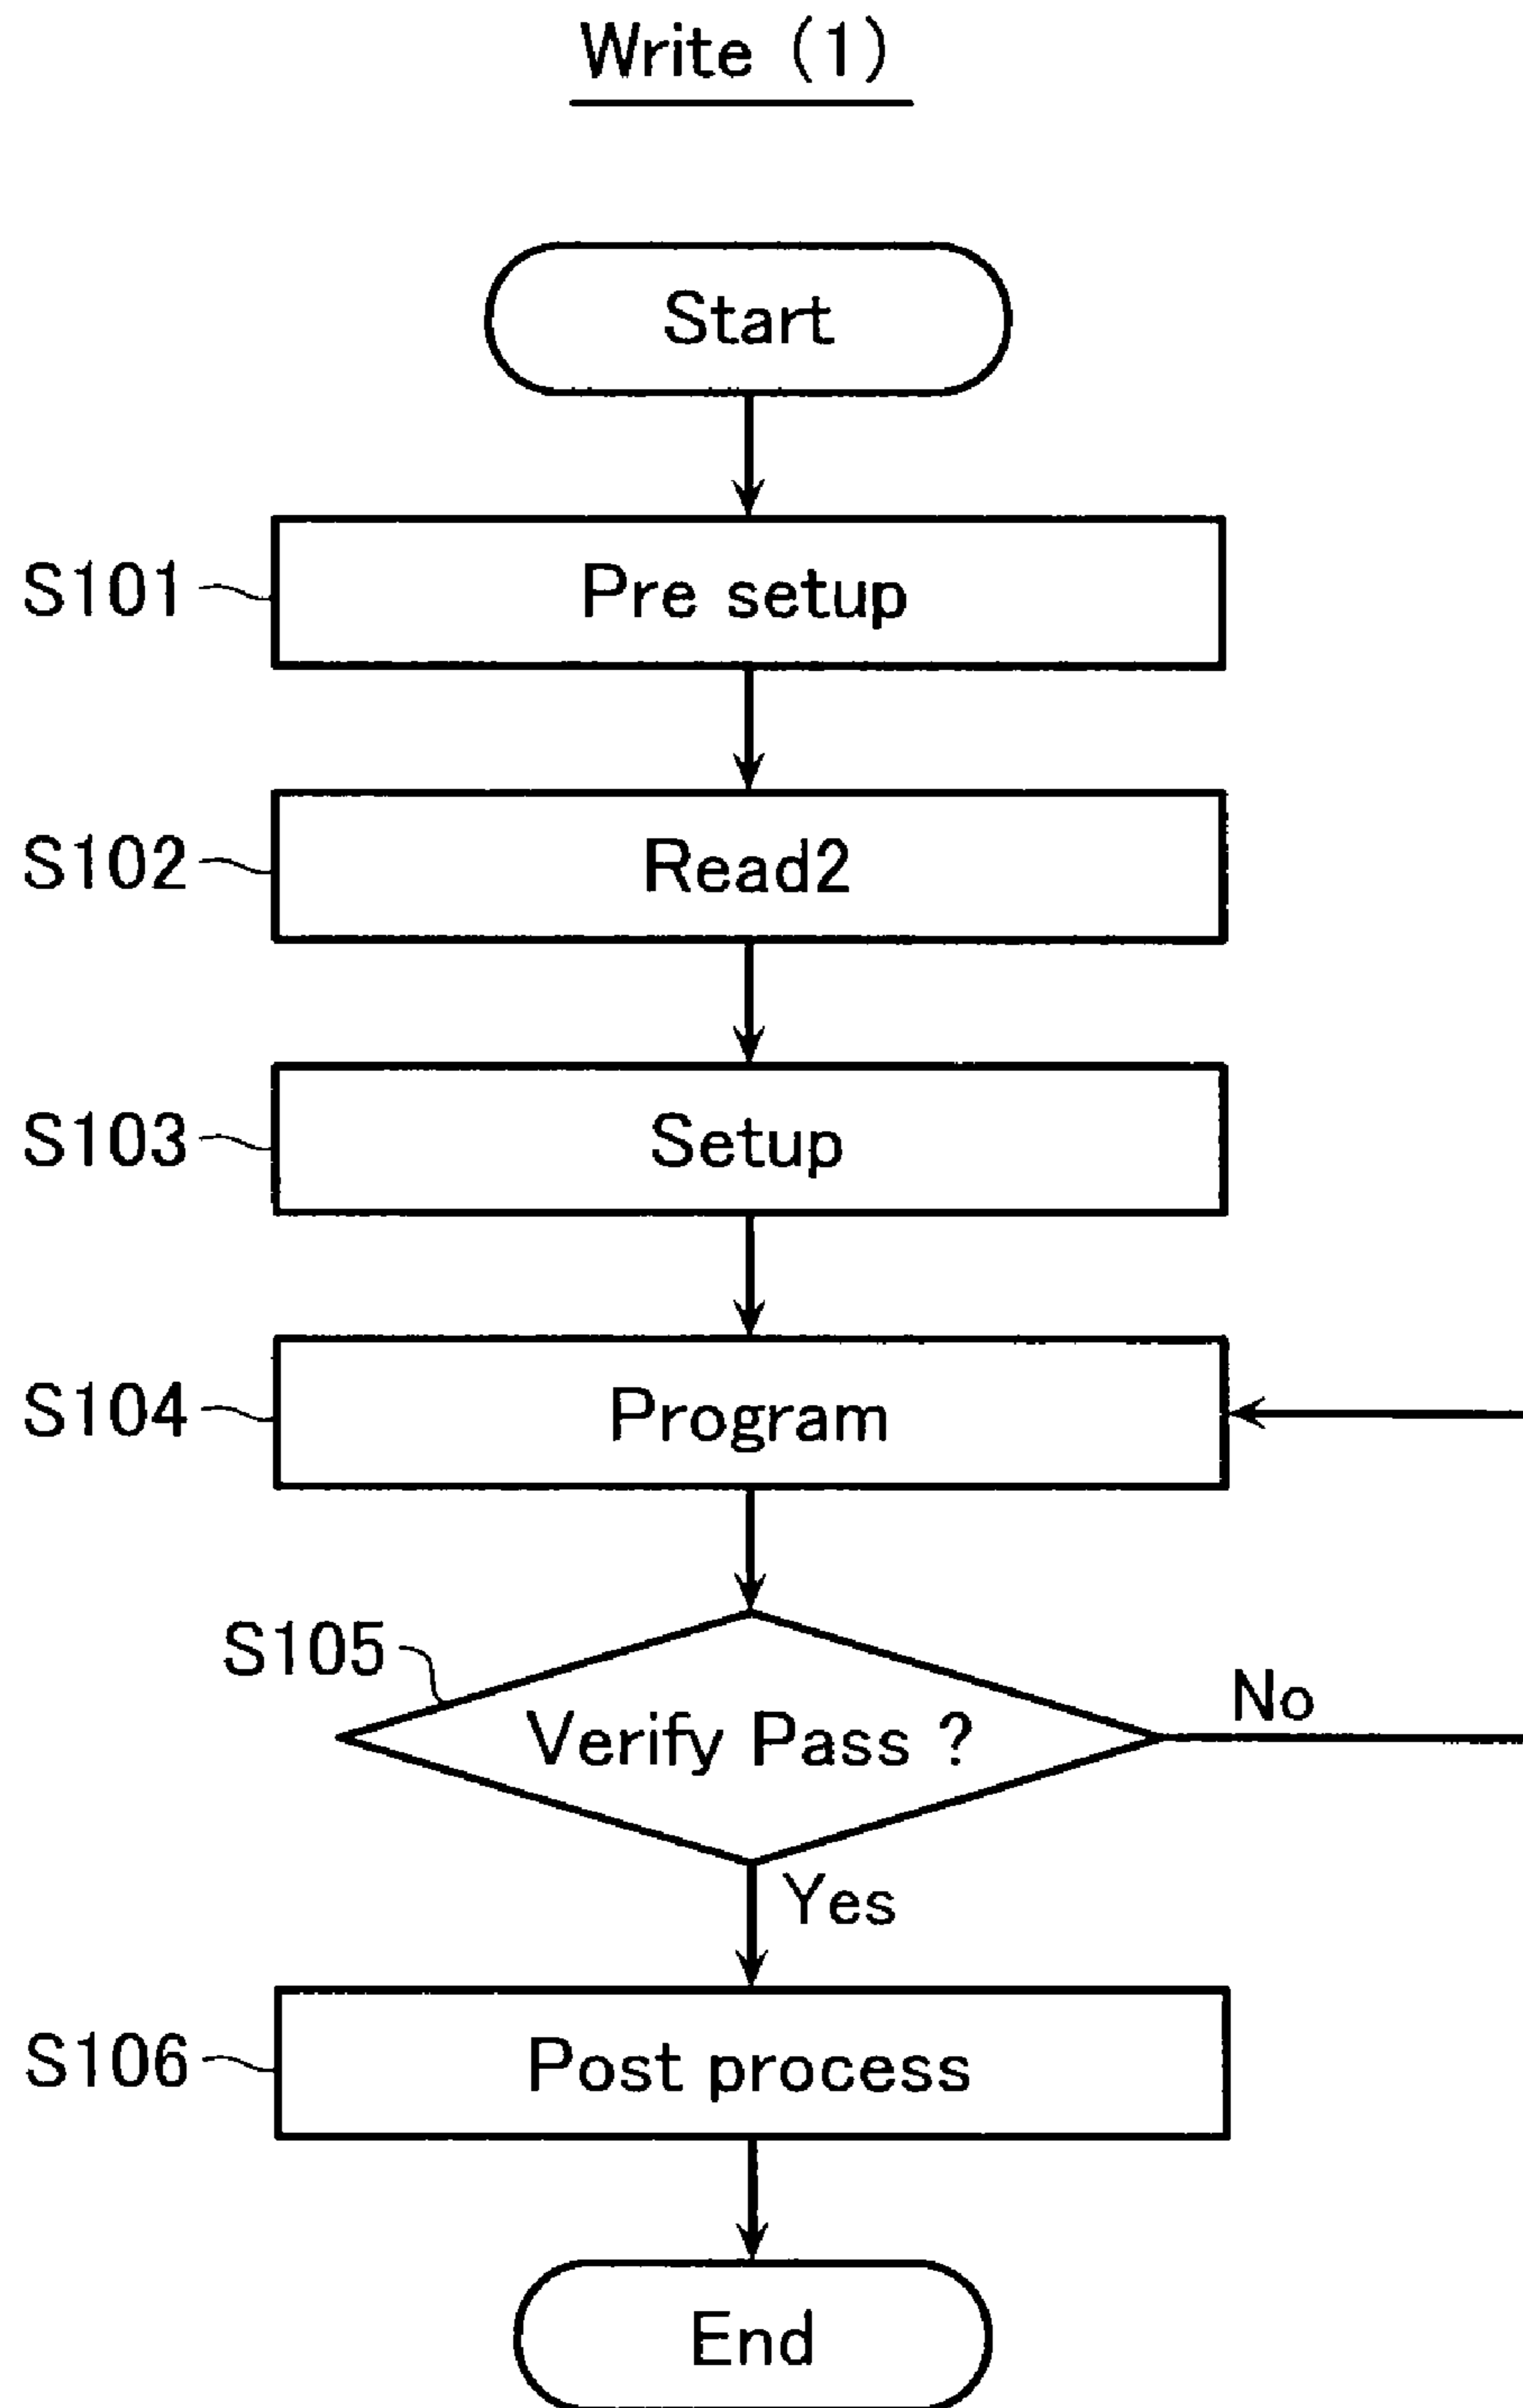 Write (1)
Start
S101
Pre setup
S102
Read2
S103
Setup
S104
Program
S105
Verify Pass ?
No
Yes
S106
Post process
End